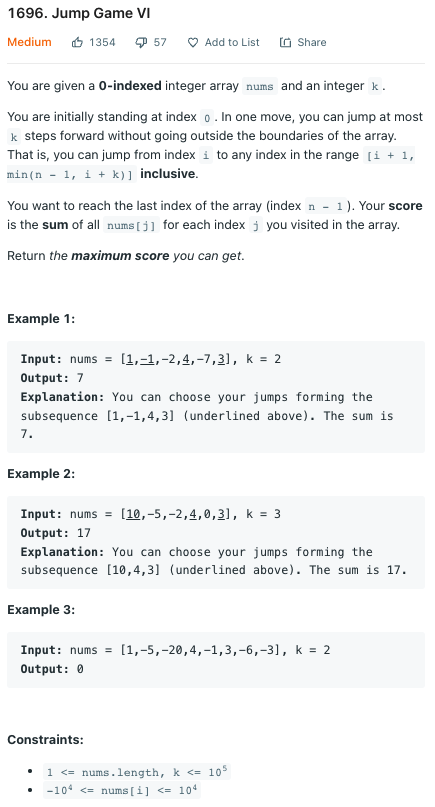 1696. Jump Game VI
Medium 1354 57 Add to List Share
You are given a 0-indexed integer array nums and an integer k .
You are initially standing at index 0 . In one move, you can jump at most
k steps forward without going outside the boundaries of the array.
That is, you can jump from index i to any index in the range [i + 1,
min(n - 1, i + k)] inclusive.
You want to reach the last index of the array (index n - 1 ). Your score
is the sum of all nums[j] for each index j you visited in the array.
Return the maximum score you can get.
Example 1:
Input: nums = [1,-1,-2,4,-7,3], k = 2
Output: 7
Explanation: You can choose your jumps forming the
subsequence [1,-1,4,3] (underlined above). The sum is
7.
Example 2:
Input: nums = [10,-5,-2,4,0,3], k = 3
Output: 17
Explanation: You can choose your jumps forming the
subsequence [10,4,3] (underlined above). The sum is 17.
Example 3:
Input: nums = [1,-5,-20,4,-1,3,-6,-3], k = 2
Output: 0
Constraints:
• 1 <= nums.length, k <= 10⁵
• -10⁴ <= nums[i] <= 10⁴